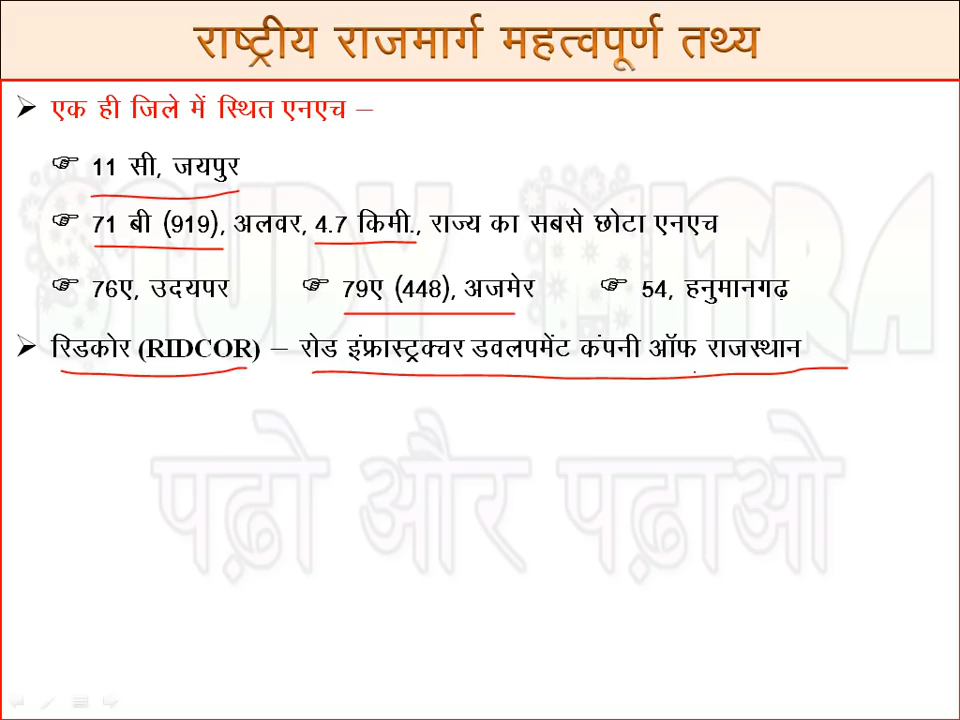 राष्ट्रीय राजमार्ग महत्वपूर्ण तथ्य
एक ही जिले में स्थित एनएच –
11 सी, जयपुर
71 बी (919), अलवर, 4.7 किमी., राज्य का सबसे छोटा एनएच
76ए, उदयपर 79ए (448), अजमेर 54, हनुमानगढ़
रिडकोर (RIDCOR) – रोड इंफ्रास्ट्रक्चर डवलपमेंट कंपनी ऑफ राजस्थान
STUDY MITRA
पढ़ो और पढ़ाओ